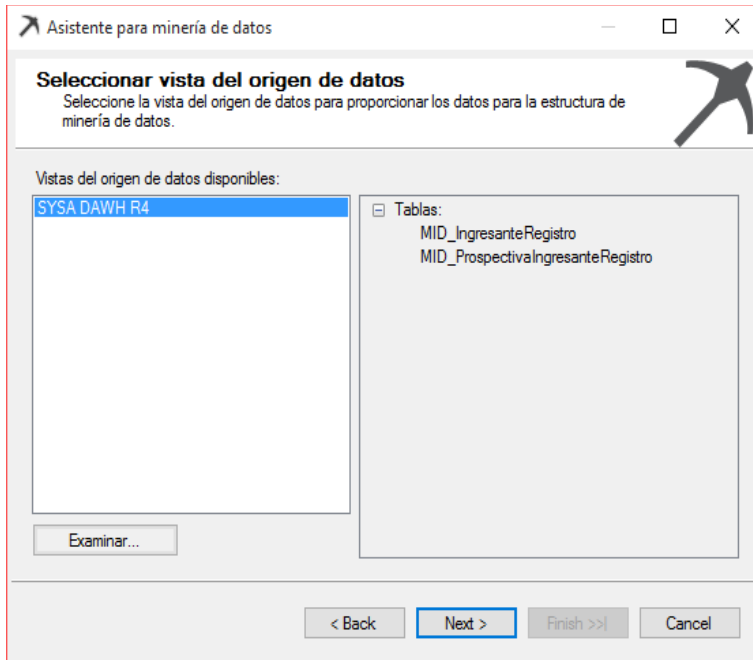 Asistente para minería de datos
Seleccionar vista del origen de datos
Seleccione la vista del origen de datos para proporcionar los datos para la estructura de
minería de datos.
Vistas del origen de datos disponibles:
SYSA DAWH R4
Tablas:
MID_IngresanteRegistro
MID_ProspectivaIngresanteRegistro
Examinar...
< Back
Next >
Finish >>|
Cancel